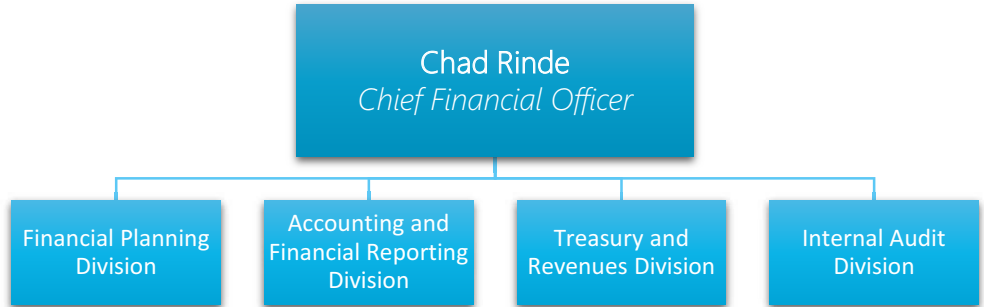 Chad Rinde
Chief Financial Officer
Financial Planning
Division
Accounting and
Financial Reporting
Division
Treasury and
Revenues Division
Internal Audit
Division